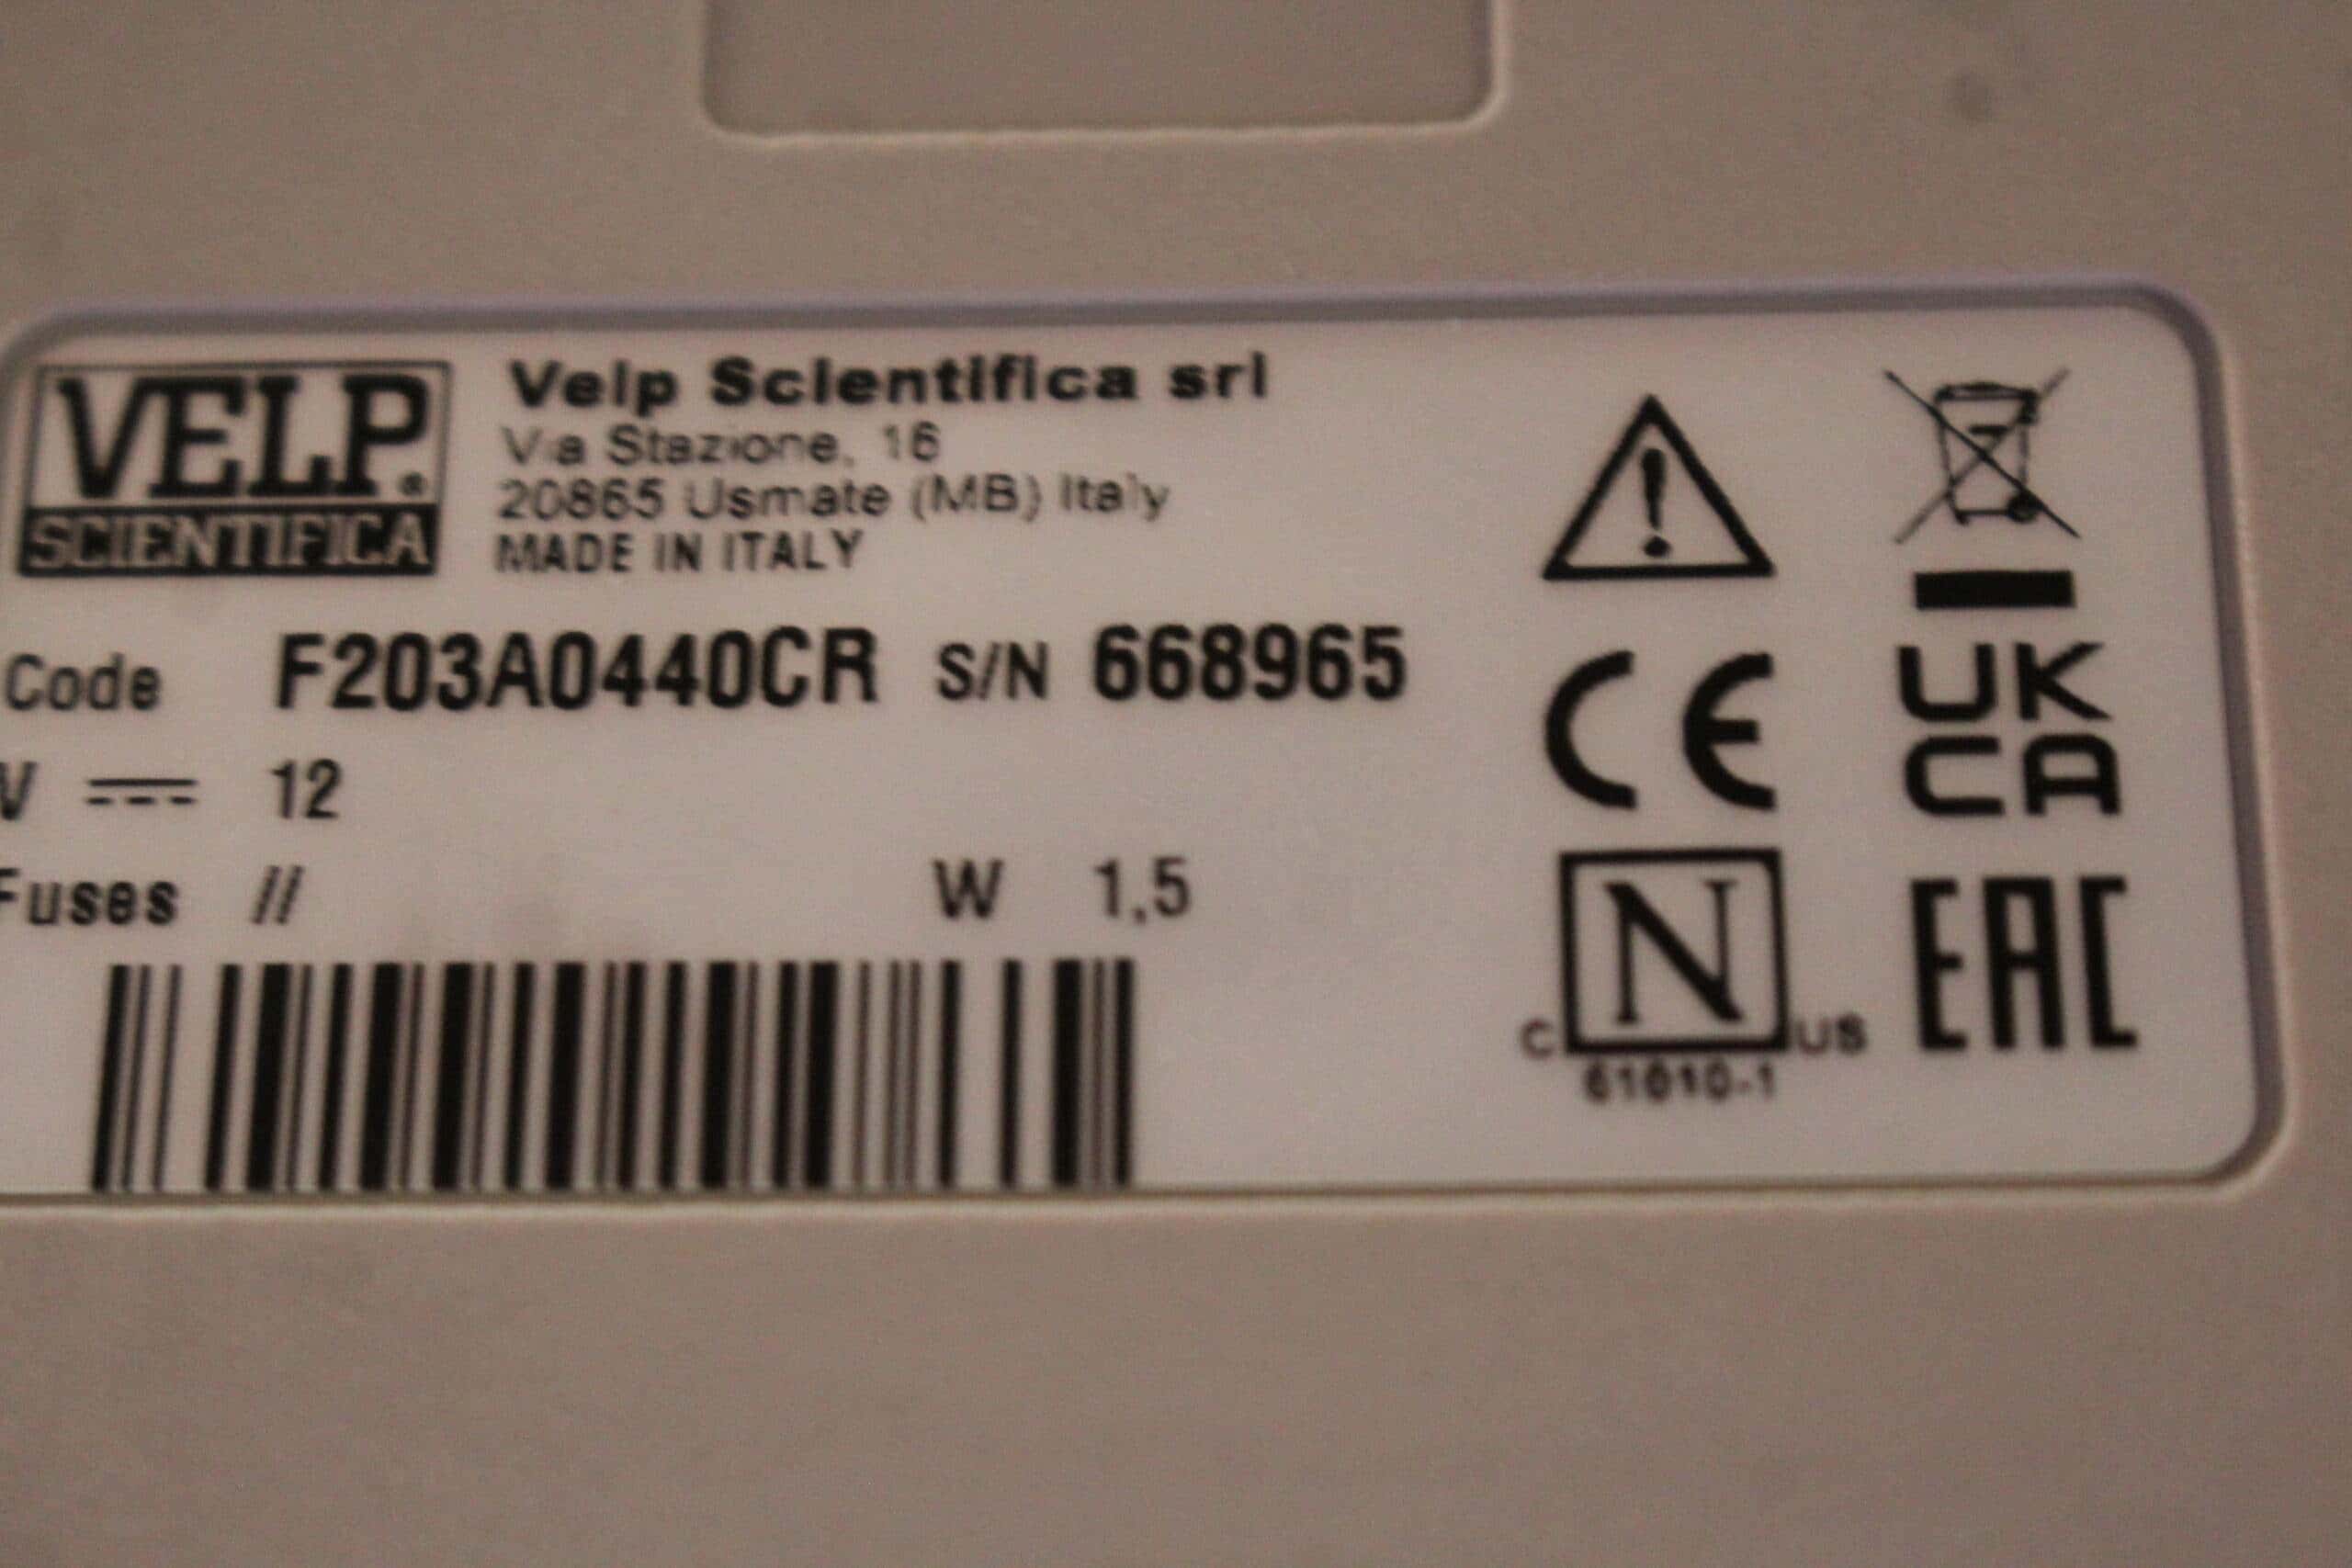 VELP®
SCIENTIFICA
Velp Scientifica srl
Via Stazione, 16
20865 Usmate (MB) Italy
MADE IN ITALY
Code F203A0440CR S/N 668965
V ⎓ 12
Fuses //
W 1,5
CE
UK
CA
N
C US
61010-1
EAC